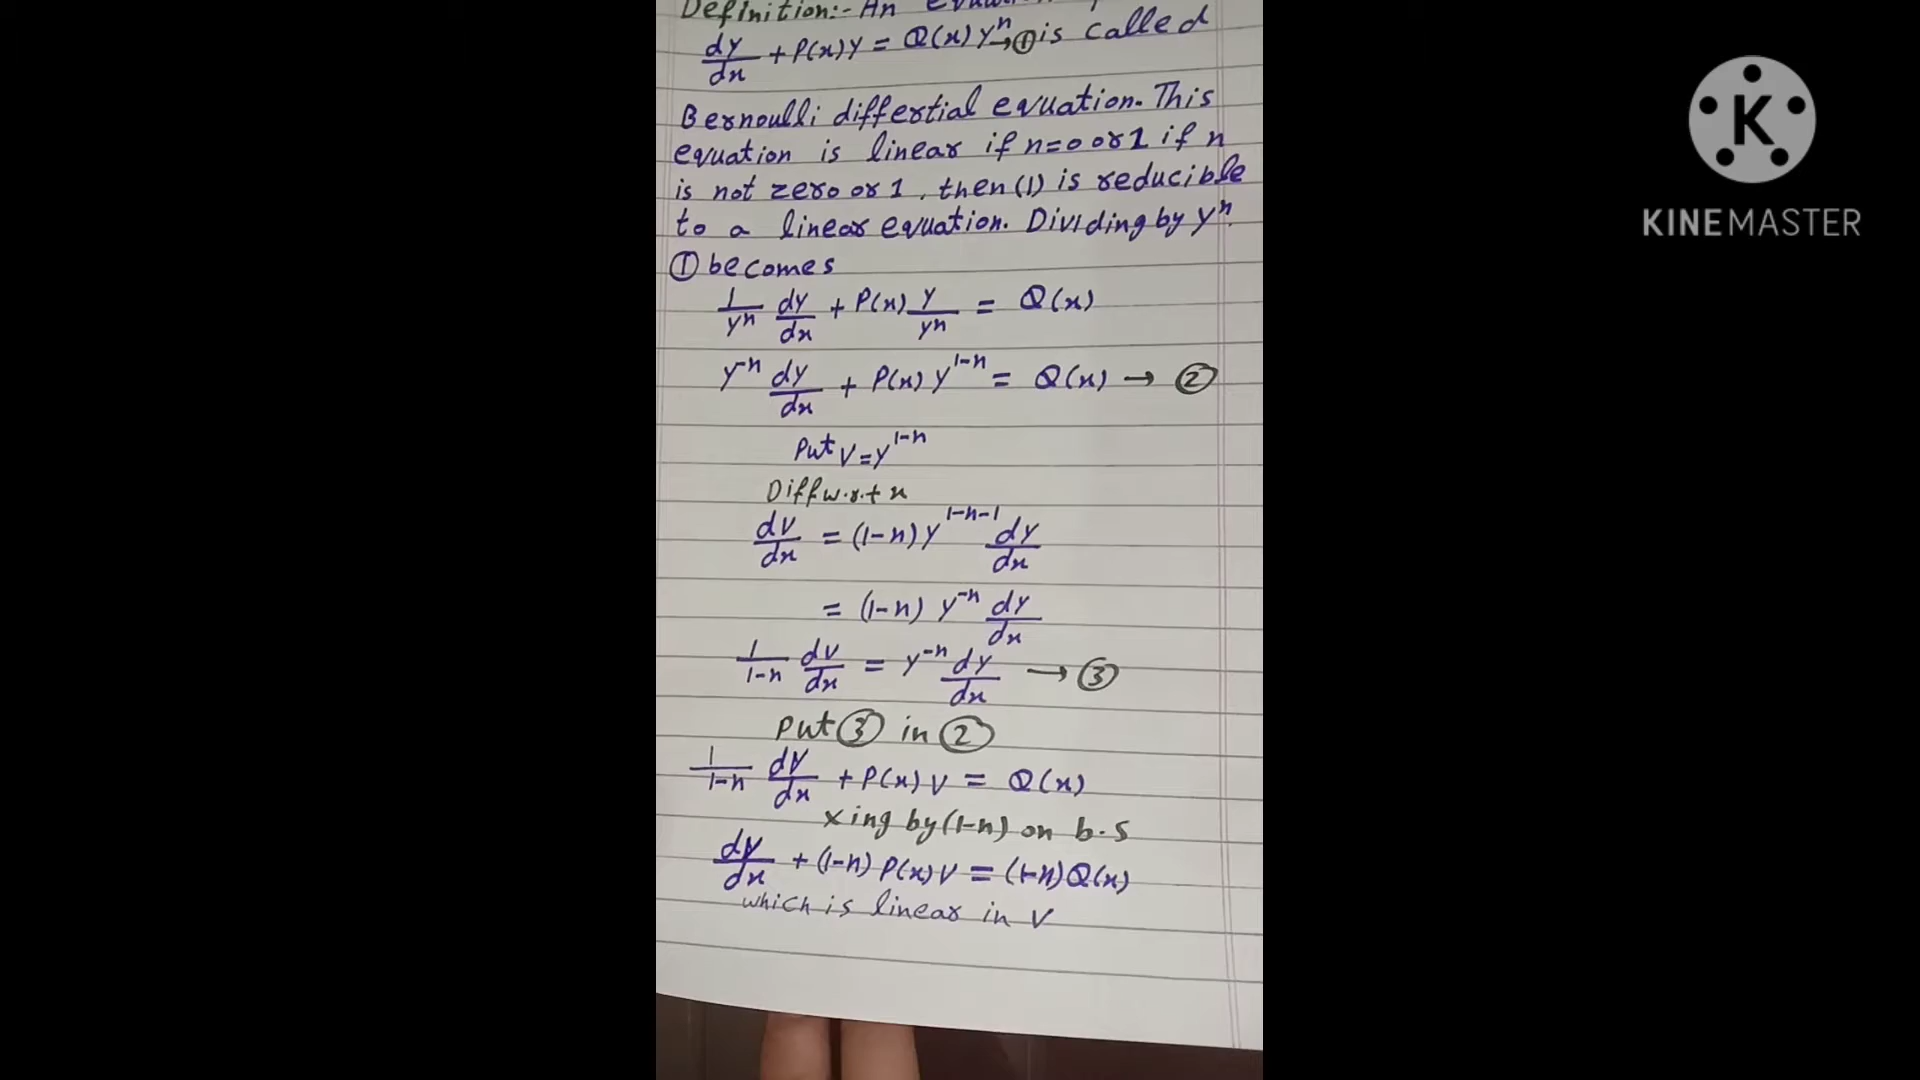 Definition:- An
dy/dx + P(x)y = Q(x)yⁿ→① is called
Bernoulli differtial equation. This
equation is linear if n=0 or 1 if n
is not zero or 1, then (1) is reducible
to a linear equation. Dividing by yⁿ.
① becomes
1/yⁿ dy/dx + P(x) y/yⁿ = Q(x)
y⁻ⁿ dy/dx + P(x) y¹⁻ⁿ = Q(x) → ②
Put v=y¹⁻ⁿ
Diff w.r.t x
dv/dx = (1-n) y¹⁻ⁿ⁻¹ dy/dx
= (1-n) y⁻ⁿ dy/dx
1/1-n dv/dx = y⁻ⁿ dy/dx → ③
Put ③ in ②
1/1-n dv/dx + P(x) v = Q(x)
xing by (1-n) on b.s
dv/dx + (1-n) P(x) v = (1-n) Q(x)
which is linear in v
K
KINEMASTER